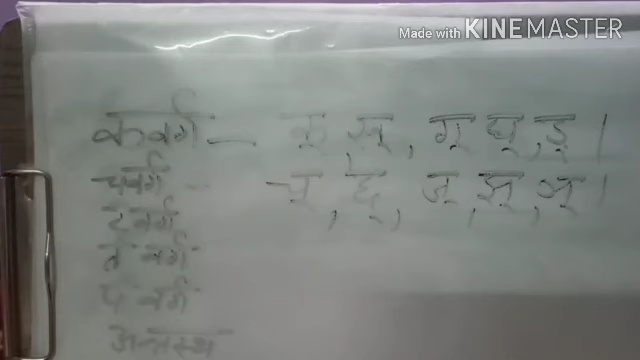 Made with KINEMASTER
कवर्ग – क्, ख्, ग्, घ्, ङ् ।
चवर्ग – च्, छ्, ज्, झ्, ञ् ।
टवर्ग
तवर्ग
पवर्ग
अन्तस्थ